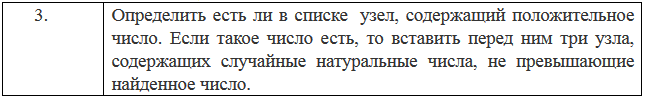 3. Определить есть ли в списке узел, содержащий положительное
число. Если такое число есть, то вставить перед ним три узла,
содержащих случайные натуральные числа, не превышающие
найденное число.